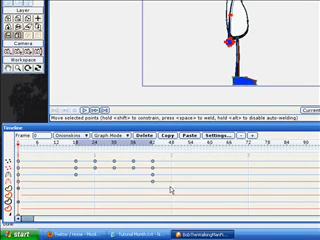 Layer
Camera
Workspace
Current
Move selected points (hold <shift> to constrain, press <space> to weld, hold <alt> to disable auto-welding)
Timeline
Frame 0 Onionskins Graph Mode Delete Copy Paste Settings... - +
6 12 18 24 30 36 42 48 54 60 66 72 78
start